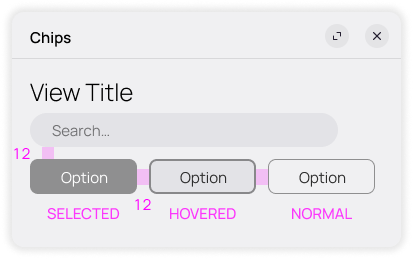 Chips
View Title
Search...
12
Option Option Option
12
SELECTED HOVERED NORMAL